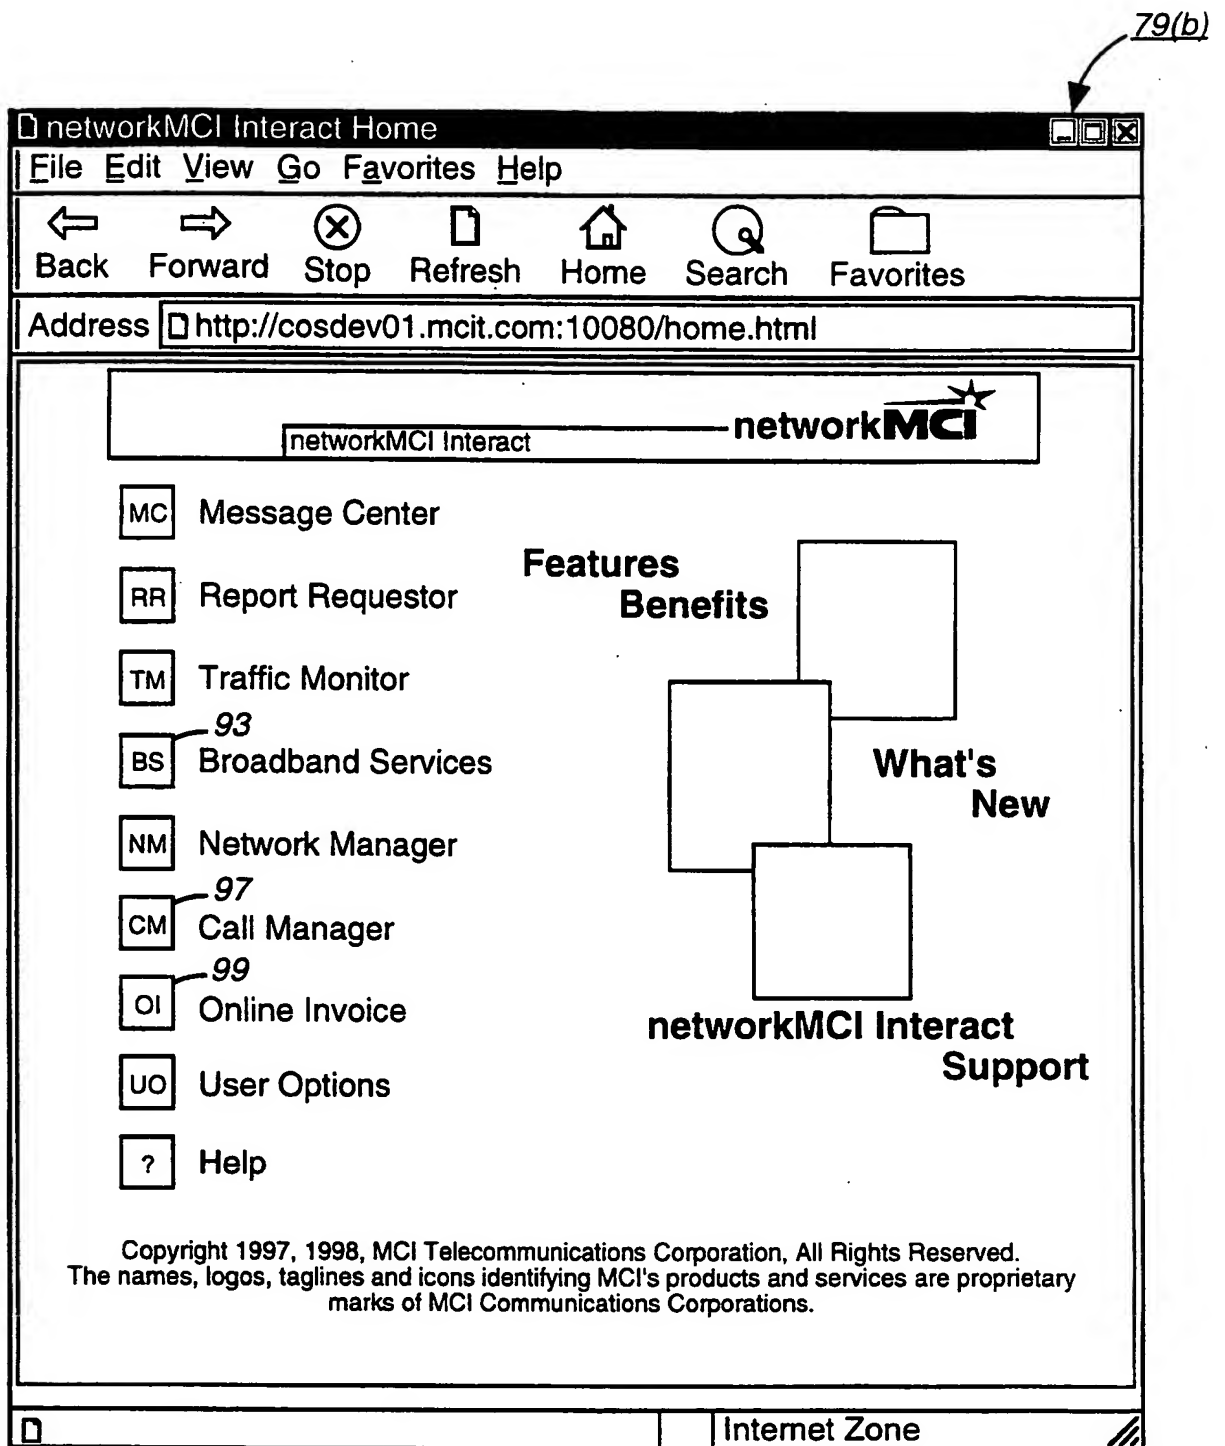 79(b)
networkMCI Interact Home
File Edit View Go Favorites Help
Back Forward Stop Refresh Home Search Favorites
Address http://cosdev01.mcit.com:10080/home.html
networkMCI Interact
networkMCI
MC Message Center
RR Report Requestor
TM Traffic Monitor
93
BS Broadband Services
NM Network Manager
97
CM Call Manager
99
OI Online Invoice
UO User Options
? Help
Features
Benefits
What's
New
networkMCI Interact
Support
Copyright 1997, 1998, MCI Telecommunications Corporation, All Rights Reserved.
The names, logos, taglines and icons identifying MCI's products and services are proprietary
marks of MCI Communications Corporations.
Internet Zone